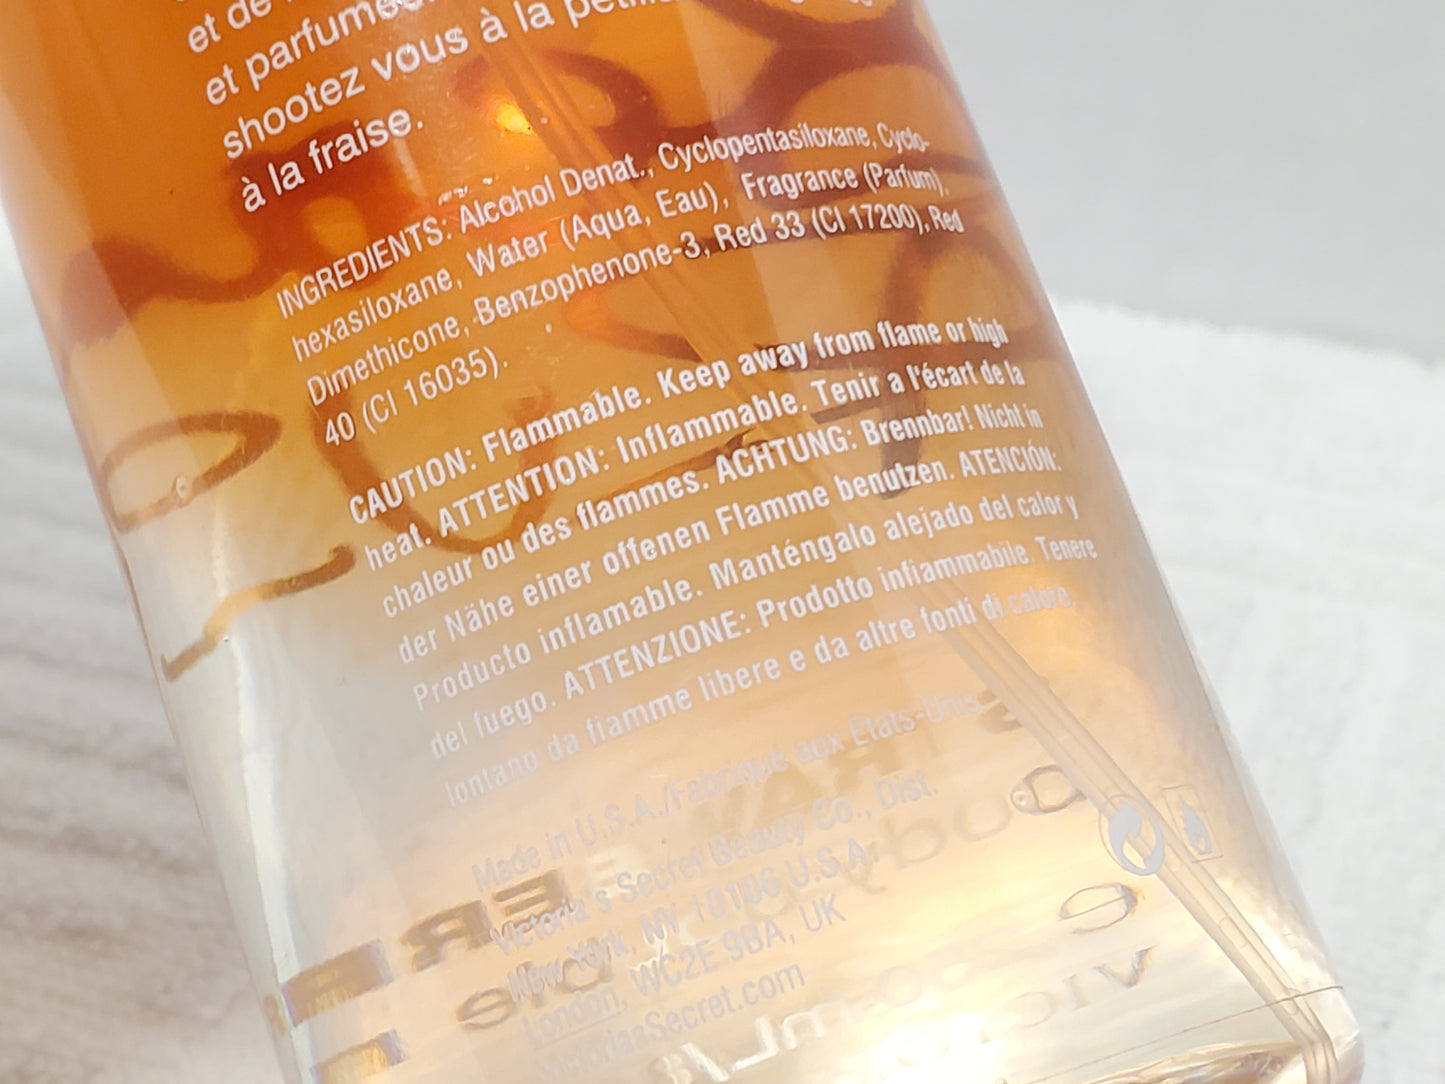 et de
et parfumée.
shootez vous à la
à la fraise.
INGREDIENTS: Alcohol Denat., Cyclopentasiloxane, Cyclo-
hexasiloxane, Water (Aqua, Eau), Fragrance (Parfum),
Dimethicone, Benzophenone-3, Red 33 (CI 17200), Red
40 (CI 16035).
CAUTION: Flammable. Keep away from flame or high
heat. ATTENTION: Inflammable. Tenir a l'écart de la
chaleur ou des flammes. ACHTUNG: Brennbar! Nicht in
der Nähe einer offenen Flamme benutzen. ATENCIÓN:
Producto inflamable. Manténgalo alejado del calor y
del fuego. ATTENZIONE: Prodotto infiammabile. Tenere
lontano da fiamme libere e da altre fonti di calore.
Made in U.S.A./Fabriqué aux États-Unis
Victoria's Secret Beauty Co., Dist.
New York, NY 10106 U.S.A.
London, WC2E 9BA, UK
VictoriasSecret.com